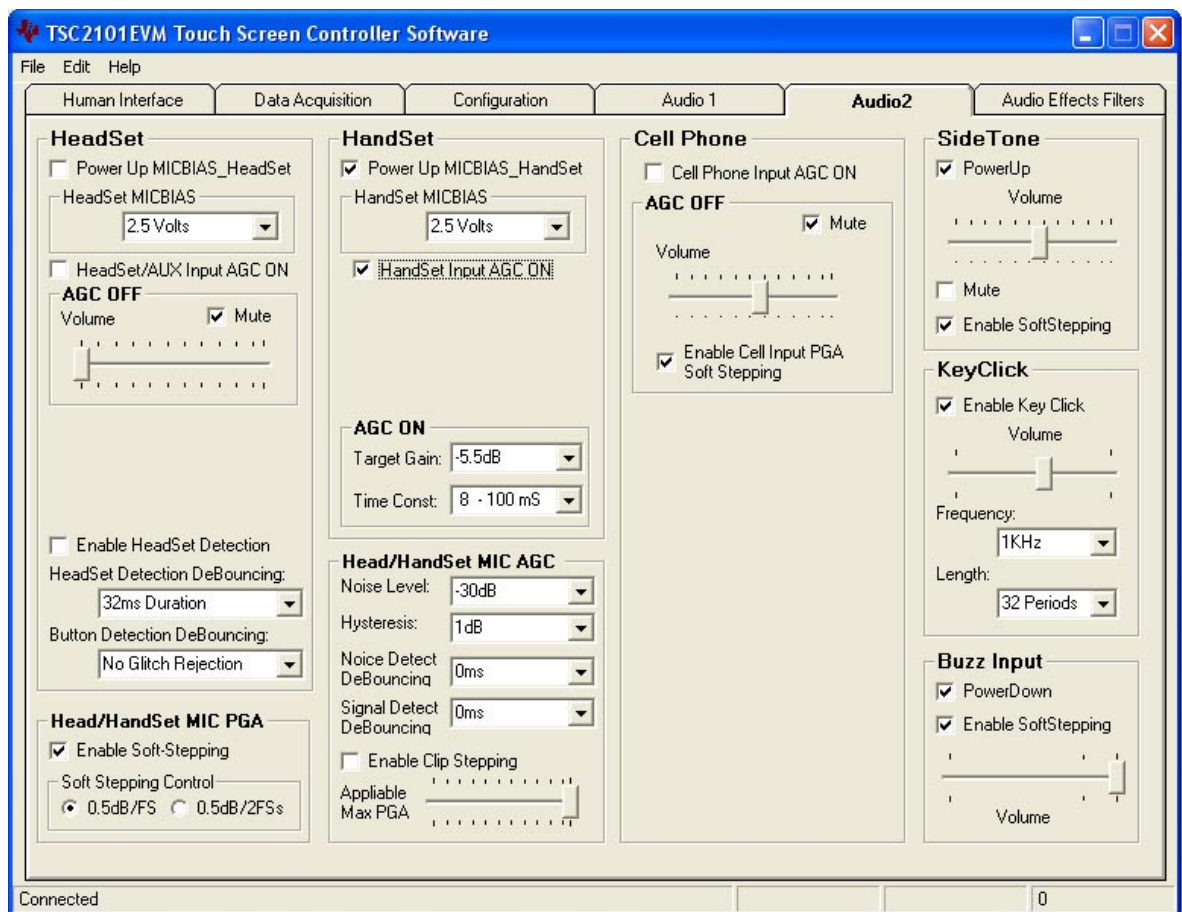 TSC2101EVM Touch Screen Controller Software
File Edit Help
Human Interface Data Acquisition Configuration Audio 1 Audio2 Audio Effects Filters
HeadSet
Power Up MICBIAS_HeadSet
HeadSet MICBIAS
2.5 Volts
HeadSet/AUX Input AGC ON
AGC OFF
Volume Mute
Enable HeadSet Detection
HeadSet Detection DeBouncing:
32ms Duration
Button Detection DeBouncing:
No Glitch Rejection
Head/HandSet MIC PGA
Enable Soft-Stepping
Soft Stepping Control
0.5dB/FS 0.5dB/2FSs
HandSet
Power Up MICBIAS_HandSet
HandSet MICBIAS
2.5 Volts
HandSet Input AGC ON
AGC ON
Target Gain: -5.5dB
Time Const: 8 - 100 mS
Head/HandSet MIC AGC
Noise Level: -30dB
Hysteresis: 1dB
Noice Detect
DeBouncing 0ms
Signal Detect
DeBouncing 0ms
Enable Clip Stepping
Appliable
Max PGA
Cell Phone
Cell Phone Input AGC ON
AGC OFF
Mute
Volume
Enable Cell Input PGA
Soft Stepping
SideTone
PowerUp
Volume
Mute
Enable SoftStepping
KeyClick
Enable Key Click
Volume
Frequency:
1KHz
Length:
32 Periods
Buzz Input
PowerDown
Enable SoftStepping
Volume
Connected 0